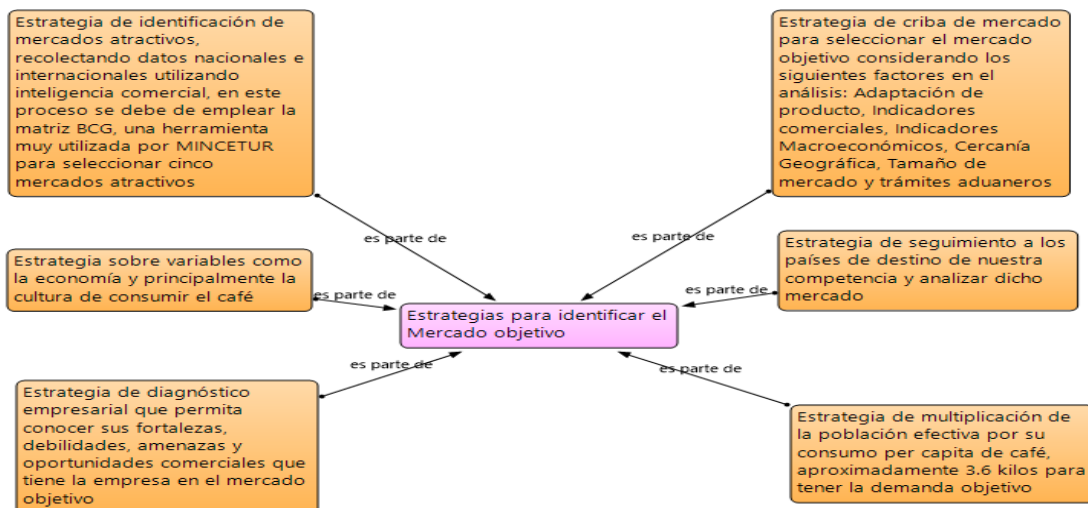 Estrategia de identificación de
mercados atractivos,
recolectando datos nacionales e
internacionales utilizando
inteligencia comercial, en este
proceso se debe de emplear la
matriz BCG, una herramienta
muy utilizada por MINCETUR
para seleccionar cinco
mercados atractivos
Estrategia de criba de mercado
para seleccionar el mercado
objetivo considerando los
siguientes factores en el
análisis: Adaptación de
producto, Indicadores
comerciales, Indicadores
Macroeconómicos, Cercanía
Geográfica, Tamaño de
mercado y trámites aduaneros
es parte de
es parte de
Estrategia sobre variables como
la economía y principalmente la
cultura de consumir el café
es parte de
Estrategias para identificar el
Mercado objetivo
es parte de
Estrategia de seguimiento a los
países de destino de nuestra
competencia y analizar dicho
mercado
es parte de
es parte de
Estrategia de diagnóstico
empresarial que permita
conocer sus fortalezas,
debilidades, amenazas y
oportunidades comerciales que
tiene la empresa en el mercado
objetivo
Estrategia de multiplicación de
la población efectiva por su
consumo per capita de café,
aproximadamente 3.6 kilos para
tener la demanda objetivo